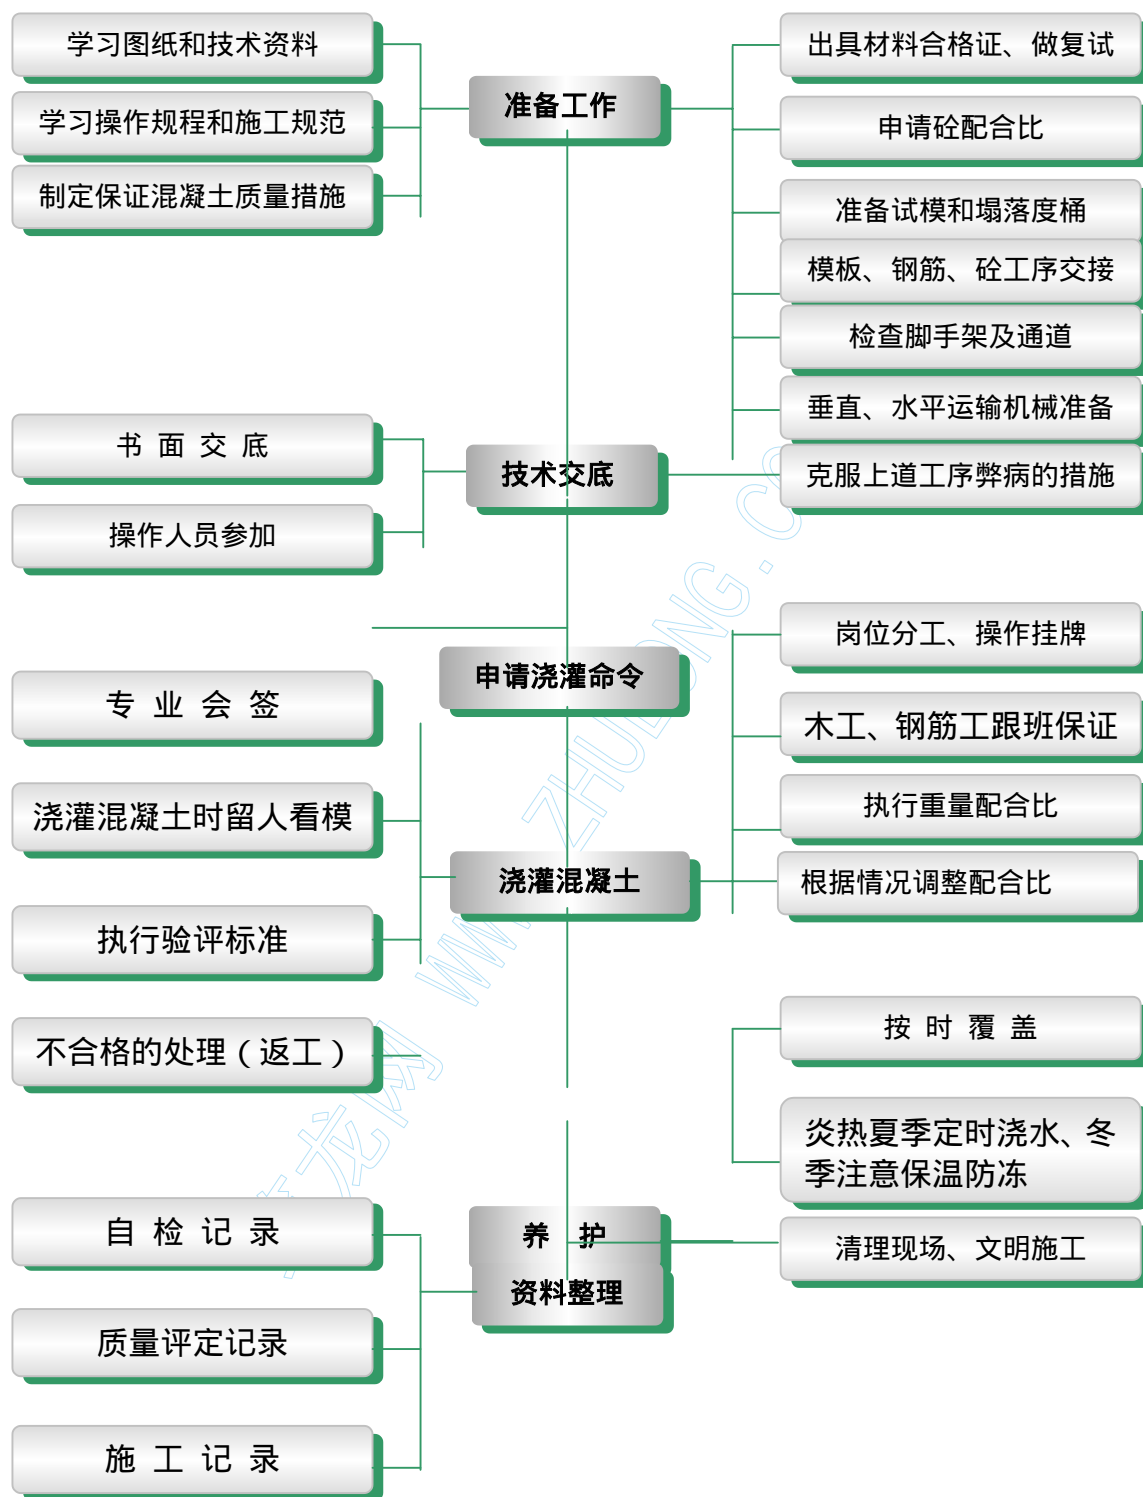 学习图纸和技术资料
学习操作规程和施工规范
制定保证混凝土质量措施
准备工作
出具材料合格证、做复试
申请砼配合比
准备试模和塌落度桶
模板、钢筋、砼工序交接
检查脚手架及通道
垂直、水平运输机械准备
书面交底
操作人员参加
技术交底
克服上道工序弊病的措施
申请浇灌命令
专业会签
浇灌混凝土时留人看模
执行验评标准
不合格的处理（返工）
浇灌混凝土
岗位分工、操作挂牌
木工、钢筋工跟班保证
执行重量配合比
根据情况调整配合比
按时覆盖
炎热夏季定时浇水、冬
季注意保温防冻
养护
清理现场、文明施工
资料整理
自检记录
质量评定记录
施工记录